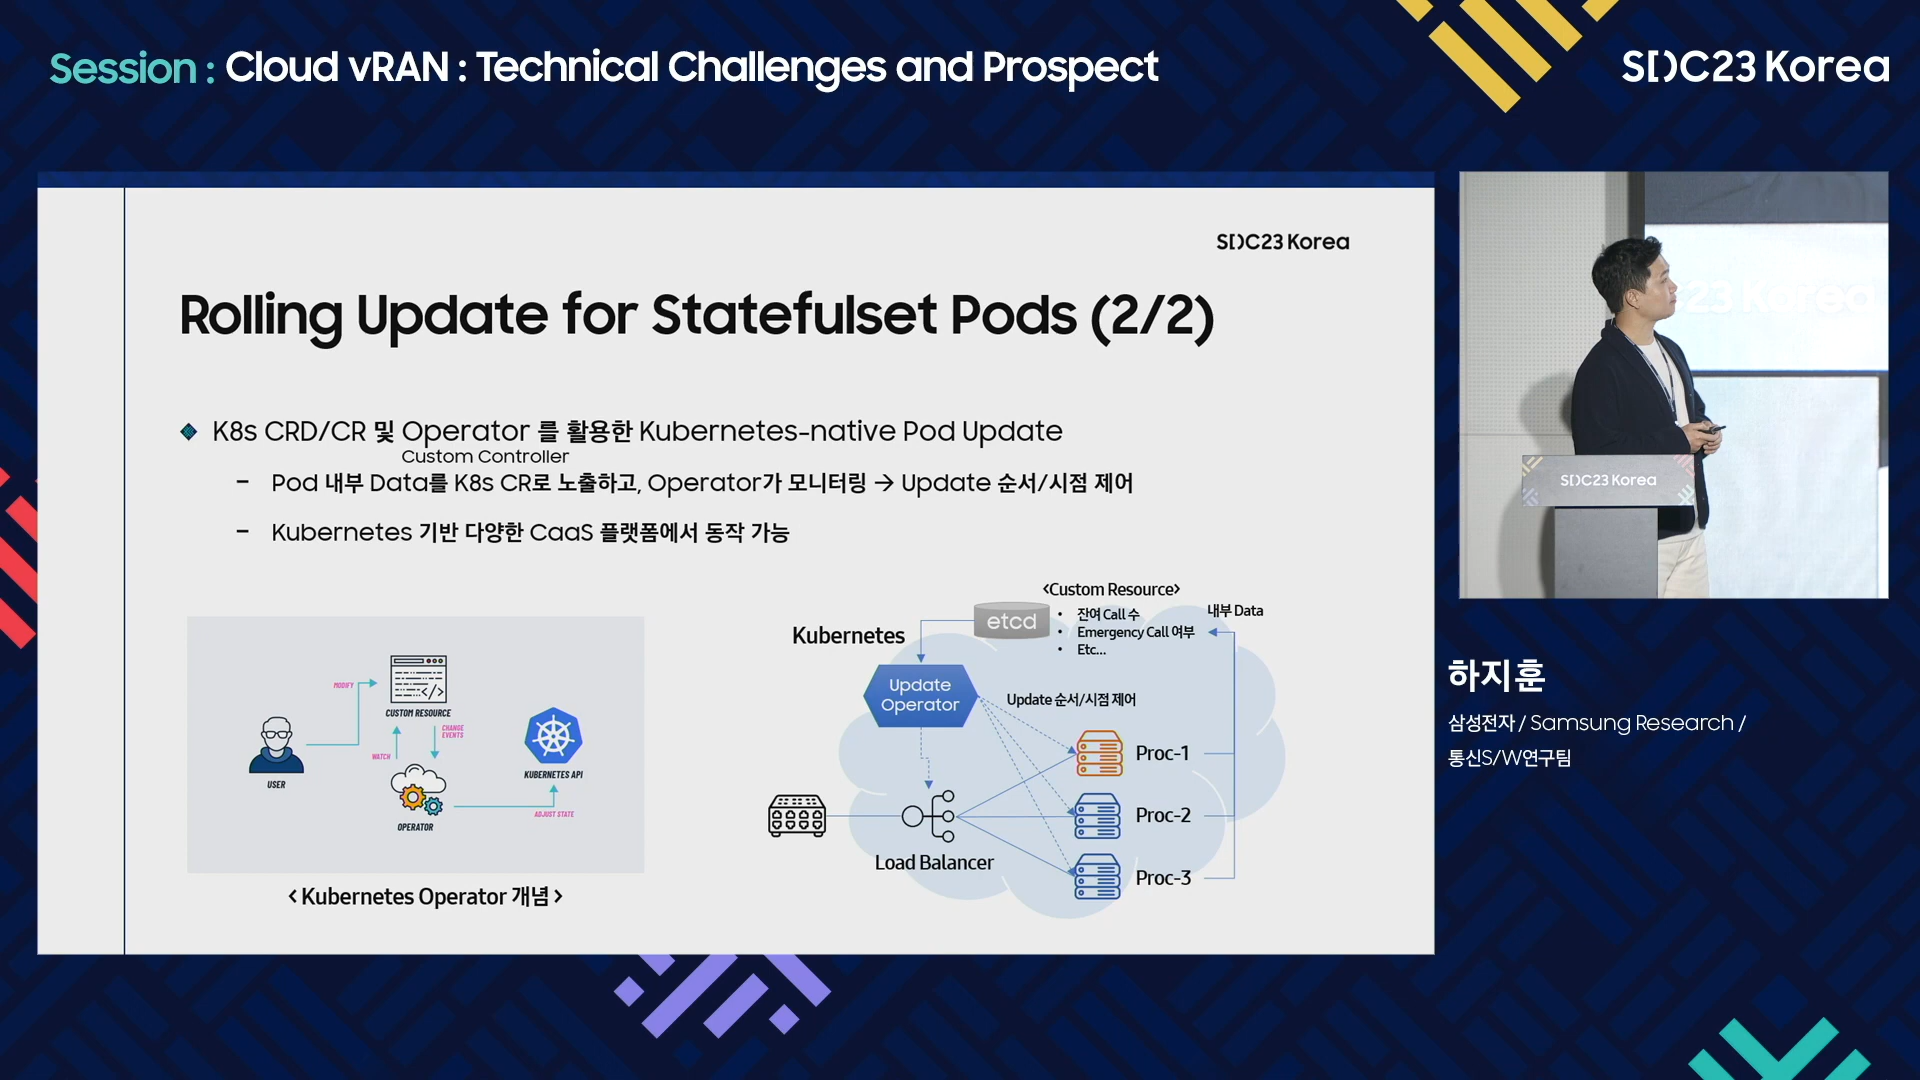 Session : Cloud vRAN : Technical Challenges and Prospect
SDC23 Korea
SDC23 Korea
Rolling Update for Statefulset Pods (2/2)
K8s CRD/CR 및 Operator 를 활용한 Kubernetes-native Pod Update
Custom Controller
– Pod 내부 Data를 K8s CR로 노출하고, Operator가 모니터링 → Update 순서/시점 제어
– Kubernetes 기반 다양한 CaaS 플랫폼에서 동작 가능
MODIFY
CUSTOM RESOURCE
CHANGE
EVENTS
WATCH
USER
KUBERNETES API
ADJUST STATE
OPERATOR
< Kubernetes Operator 개념 >
<Custom Resource>
etcd
• 잔여 Call 수
• Emergency Call 여부
• Etc...
내부 Data
Kubernetes
Update
Operator
Update 순서/시점 제어
Proc-1
Proc-2
Load Balancer
Proc-3
23 Korea
SDC23 Korea
하지훈
삼성전자 / Samsung Research /
통신S/W연구팀